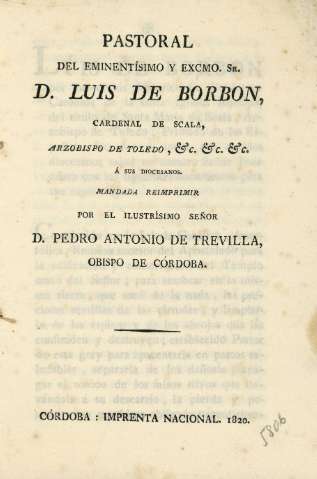 PASTORAL
DEL EMINENTÍSIMO Y EXCMO. SR.
D. LUIS DE BORBON,
CARDENAL DE SCALA,
ARZOBISPO DE TOLEDO, &c. &c. &c.
Á SUS DIOCESANOS.
MANDADA REIMPRIMIR
POR EL ILUSTRÍSIMO SEÑOR
D. PEDRO ANTONIO DE TREVILLA,
OBISPO DE CÓRDOBA.
CÓRDOBA: IMPRENTA NACIONAL. 1820.
5806